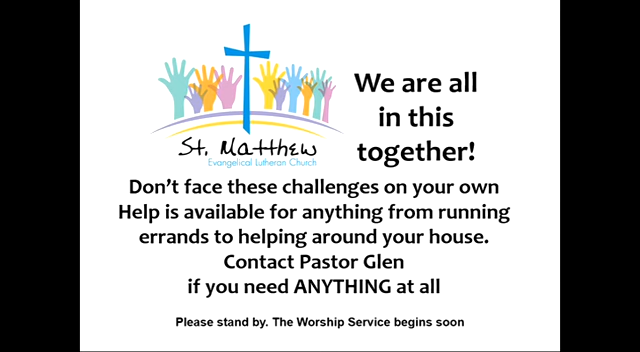 We are all
in this
together!
St. Matthew
Evangelical Lutheran Church
Don't face these challenges on your own
Help is available for anything from running
errands to helping around your house.
Contact Pastor Glen
if you need ANYTHING at all
Please stand by. The Worship Service begins soon